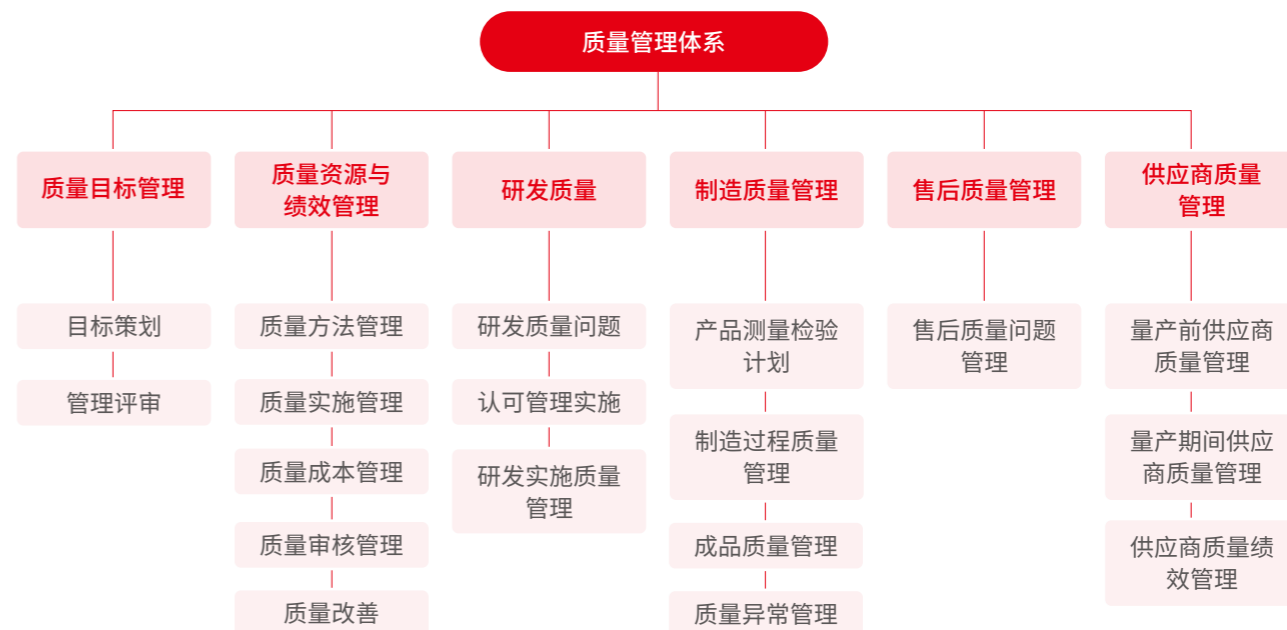 质量管理体系
质量目标管理
质量资源与
绩效管理
研发质量
制造质量管理
售后质量管理
供应商质量
管理
目标策划
管理评审
质量方法管理
质量实施管理
质量成本管理
质量审核管理
质量改善
研发质量问题
认可管理实施
研发实施质量
管理
产品测量检验
计划
制造过程质量
管理
成品质量管理
质量异常管理
售后质量问题
管理
量产前供应商
质量管理
量产期间供应
商质量管理
供应商质量绩
效管理